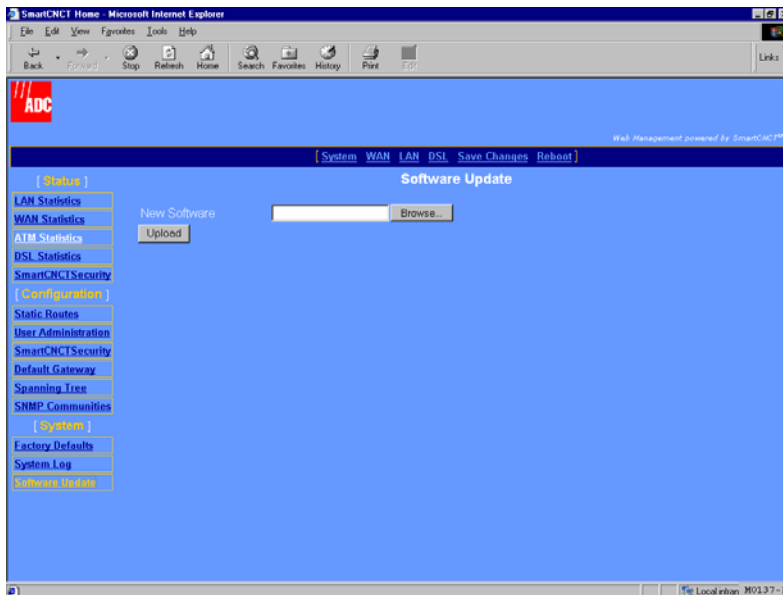 SmartCNCT Home - Microsoft Internet Explorer
File Edit View Favorites Tools Help
Back Forward Stop Refresh Home Search Favorites History Print Edit
Links
ADC
Web Management powered by SmartCNCT
[ System WAN LAN DSL Save Changes Reboot ]
[ Status ]
LAN Statistics
WAN Statistics
ATM Statistics
DSL Statistics
SmartCNCTSecurity
[ Configuration ]
Static Routes
User Administration
SmartCNCTSecurity
Default Gateway
Spanning Tree
SNMP Communities
[ System ]
Factory Defaults
System Log
Software Update
Software Update
New Software
Browse...
Upload
Local intran
M0137-